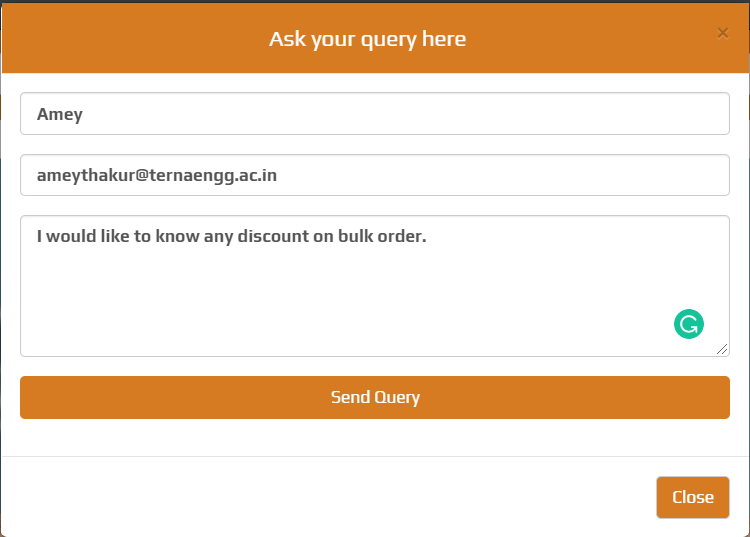 Ask your query here
×
Amey
ameythakur@ternaengg.ac.in
I would like to know any discount on bulk order.
Send Query
Close